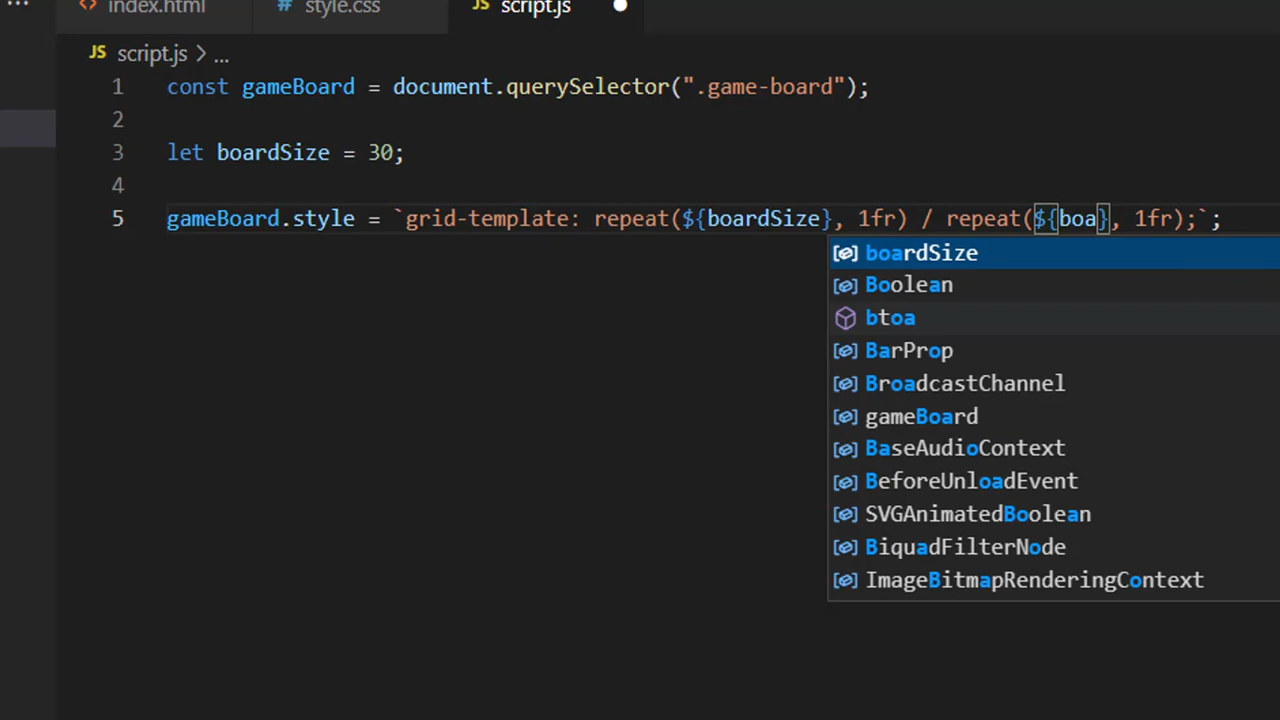 ... index.html style.css JS script.js
JS script.js > ...
1 const gameBoard = document.querySelector(".game-board");
2
3 let boardSize = 30;
4
5 gameBoard.style = `grid-template: repeat(${boardSize}, 1fr) / repeat(${boa}, 1fr);`;
boardSize
Boolean
btoa
BarProp
BroadcastChannel
gameBoard
BaseAudioContext
BeforeUnloadEvent
SVGAnimatedBoolean
BiquadFilterNode
ImageBitmapRenderingContext